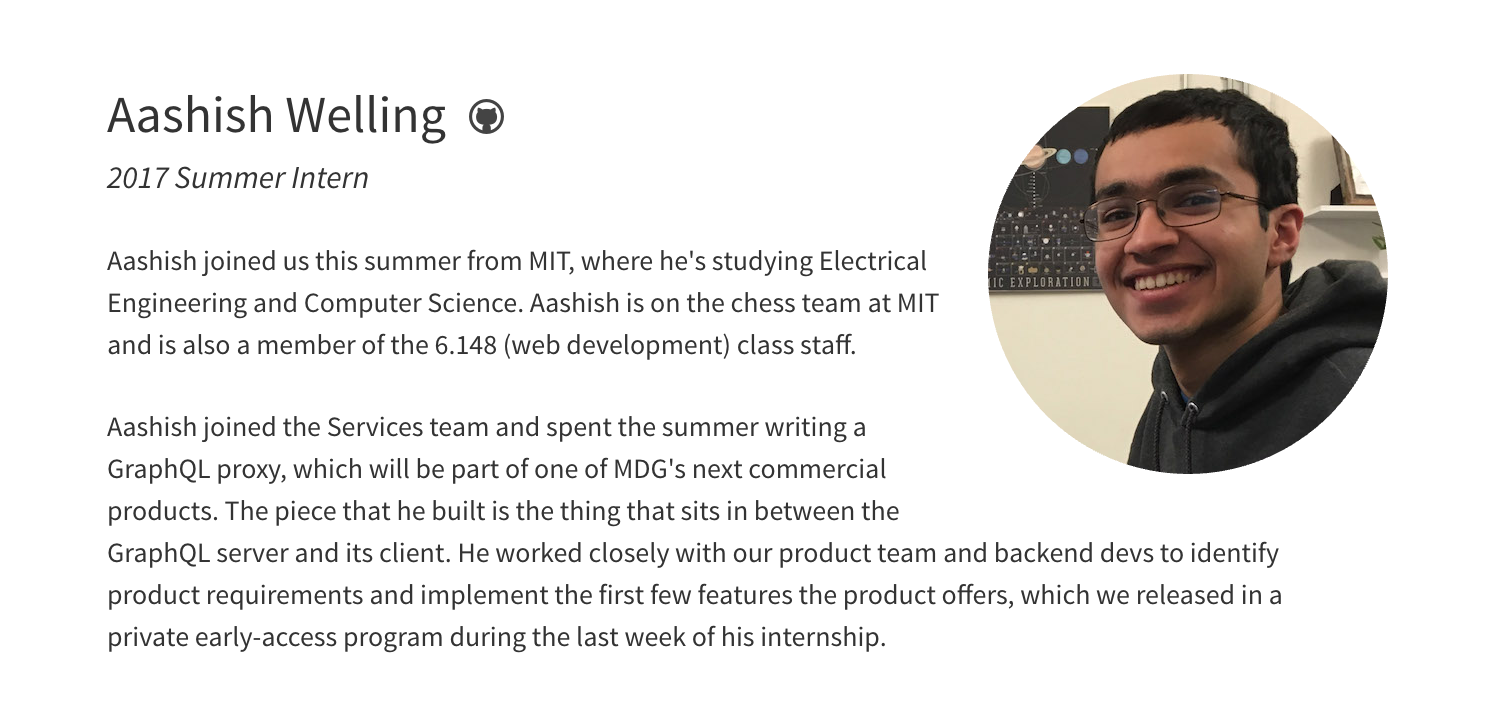 Aashish Welling
2017 Summer Intern
Aashish joined us this summer from MIT, where he's studying Electrical
Engineering and Computer Science. Aashish is on the chess team at MIT
and is also a member of the 6.148 (web development) class staff.
Aashish joined the Services team and spent the summer writing a
GraphQL proxy, which will be part of one of MDG's next commercial
products. The piece that he built is the thing that sits in between the
GraphQL server and its client. He worked closely with our product team and backend devs to identify
product requirements and implement the first few features the product offers, which we released in a
private early-access program during the last week of his internship.
IC EXPLORATION